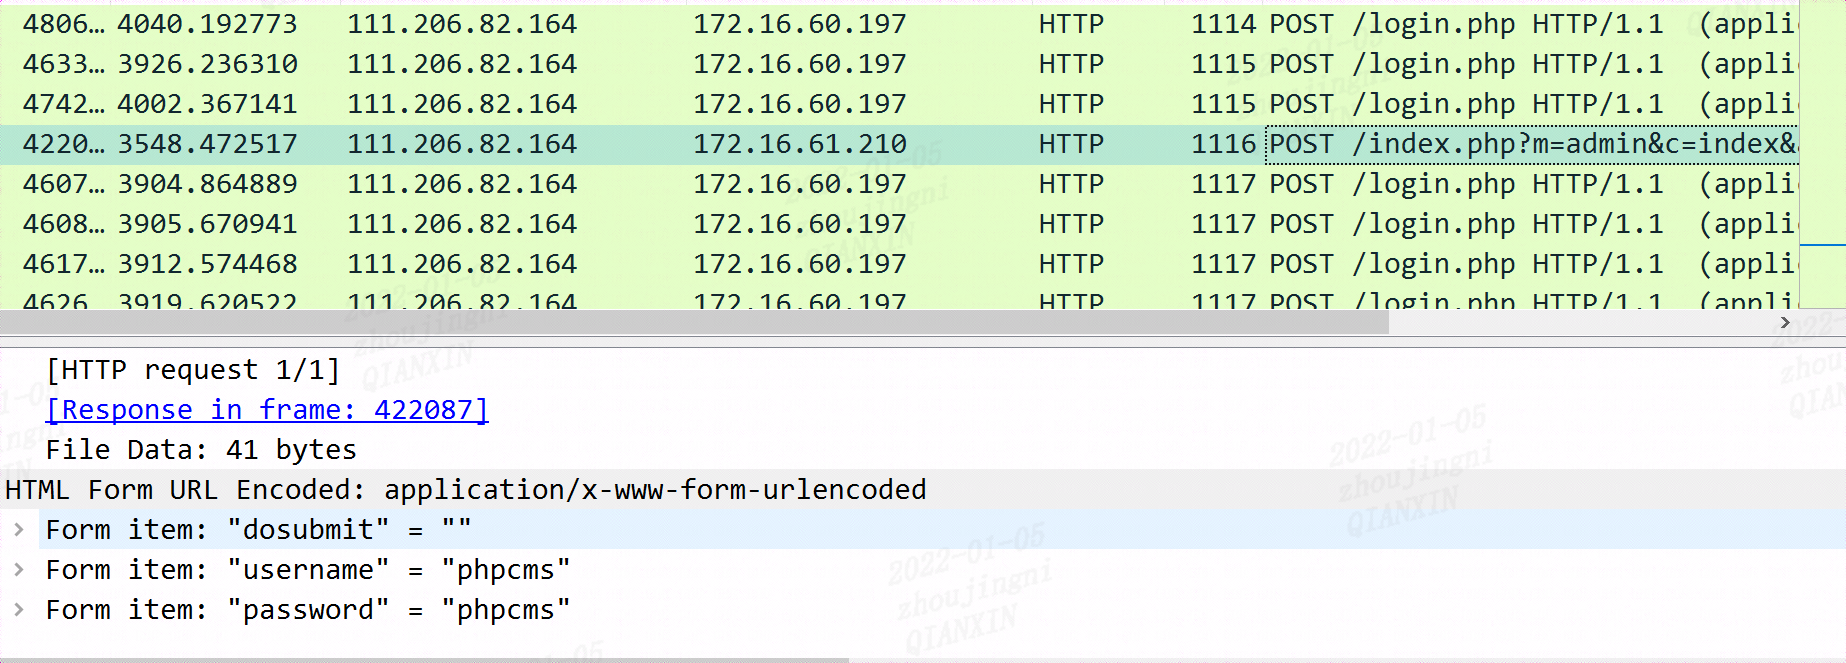 4806… 4040.192773 111.206.82.164 172.16.60.197 HTTP 1114 POST /login.php HTTP/1.1 (appli
4633… 3926.236310 111.206.82.164 172.16.60.197 HTTP 1115 POST /login.php HTTP/1.1 (appli
4742… 4002.367141 111.206.82.164 172.16.60.197 HTTP 1115 POST /login.php HTTP/1.1 (appli
4220… 3548.472517 111.206.82.164 172.16.61.210 HTTP 1116 POST /index.php?m=admin&c=index&
4607… 3904.864889 111.206.82.164 172.16.60.197 HTTP 1117 POST /login.php HTTP/1.1 (appli
4608… 3905.670941 111.206.82.164 172.16.60.197 HTTP 1117 POST /login.php HTTP/1.1 (appli
4617… 3912.574468 111.206.82.164 172.16.60.197 HTTP 1117 POST /login.php HTTP/1.1 (appli
4626… 3919.620522 111.206.82.164 172.16.60.197 HTTP 1117 POST /login.php HTTP/1.1 (appli
[HTTP request 1/1]
[Response in frame: 422087]
File Data: 41 bytes
HTML Form URL Encoded: application/x-www-form-urlencoded
Form item: "dosubmit" = ""
Form item: "username" = "phpcms"
Form item: "password" = "phpcms"
2022-01-05
zhoujingni
QIANXIN